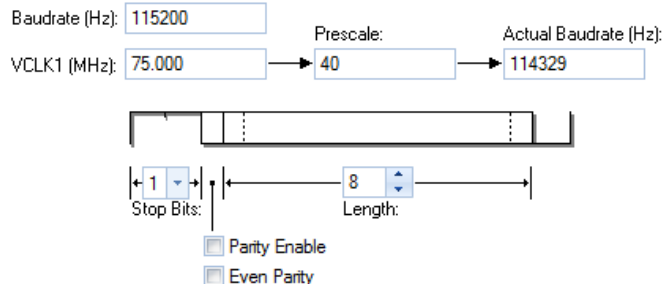 Baudrate (Hz): 115200
Prescale: Actual Baudrate (Hz):
VCLK1 (MHz): 75.000 40 114329
1 8
Stop Bits: Length:
Parity Enable
Even Parity